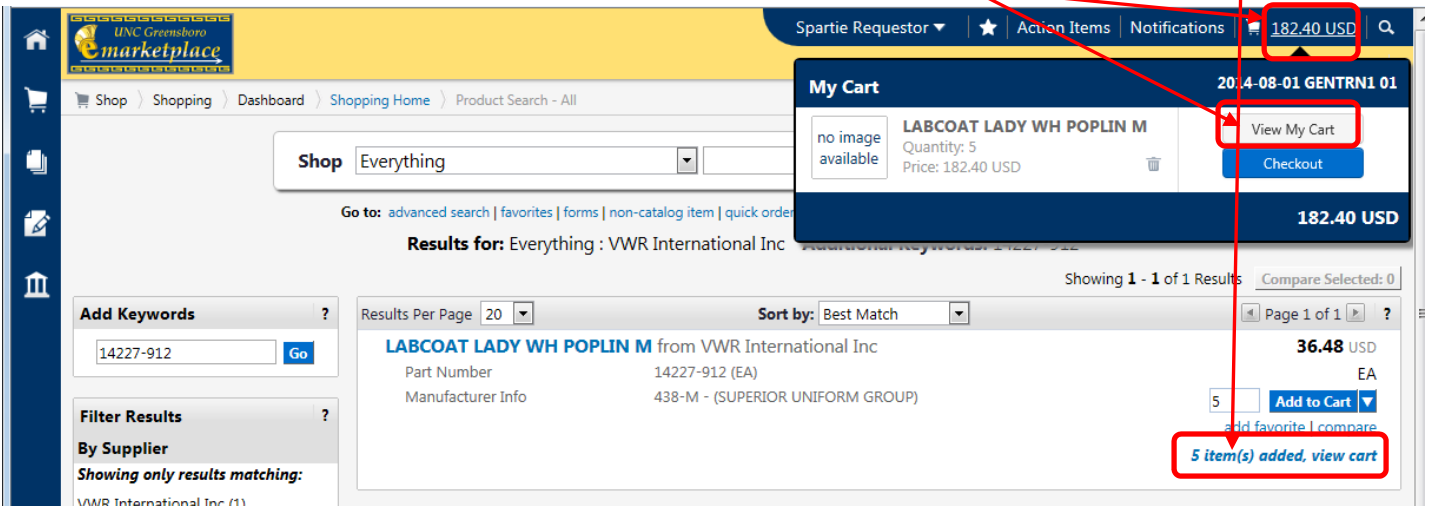 UNC Greensboro
emarketplace
Spartie Requestor ▼ | ★ | Action Items | Notifications | 182.40 USD
Shop 〉 Shopping 〉 Dashboard 〉 Shopping Home 〉 Product Search - All
My Cart 2014-08-01 GENTRN1 01
no image available
LABCOAT LADY WH POPLIN M
Quantity: 5
Price: 182.40 USD
View My Cart
Checkout
182.40 USD
Shop Everything
Go to: advanced search | favorites | forms | non-catalog item | quick order
Results for: Everything : VWR International Inc Additional Keywords: 14227-912
Showing 1 - 1 of 1 Results Compare Selected: 0
Add Keywords ?
14227-912 Go
Filter Results ?
By Supplier
Showing only results matching:
VWR International Inc (1)
Results Per Page 20 Sort by: Best Match Page 1 of 1 ?
LABCOAT LADY WH POPLIN M from VWR International Inc 36.48 USD
Part Number 14227-912 (EA) EA
Manufacturer Info 438-M - (SUPERIOR UNIFORM GROUP) 5 Add to Cart
add favorite | compare
5 item(s) added, view cart